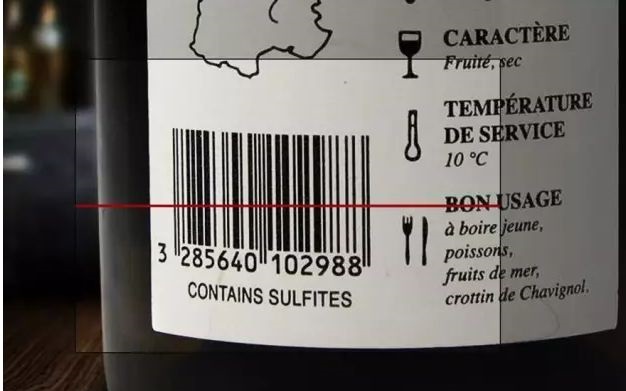 CARACTÈRE
Fruité, sec
TEMPÉRATURE
DE SERVICE
10 °C
BON USAGE
à boire jeune,
poissons,
fruits de mer,
crottin de Chavignol.
3 285640 102988
CONTAINS SULFITES